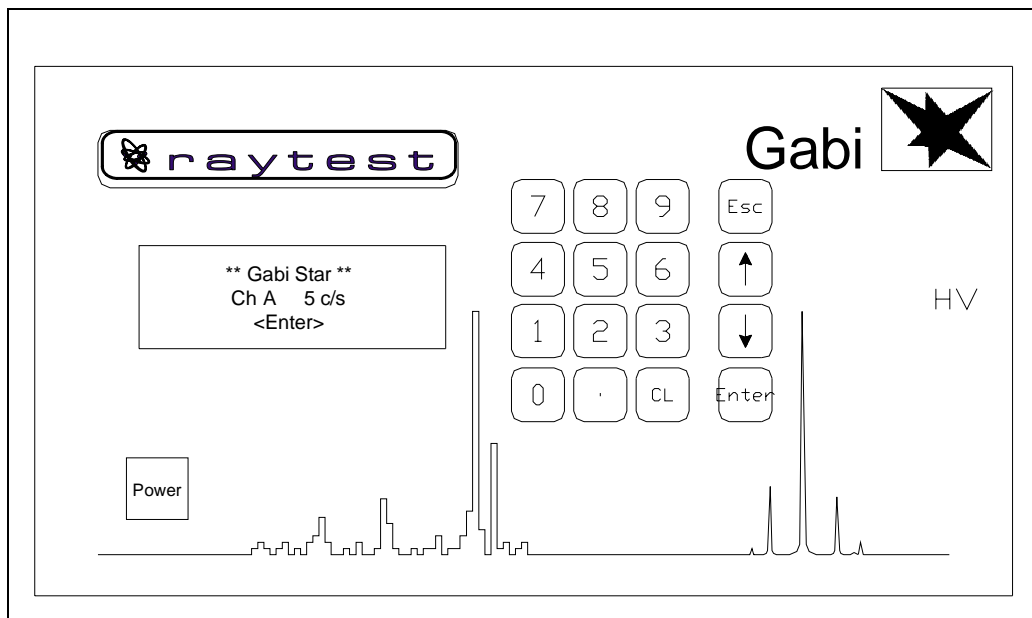 Gabi
raytest
7 8 9 Esc
** Gabi Star **
Ch A 5 c/s
<Enter>
4 5 6
HV
1 2 3
0 . CL Enter
Power